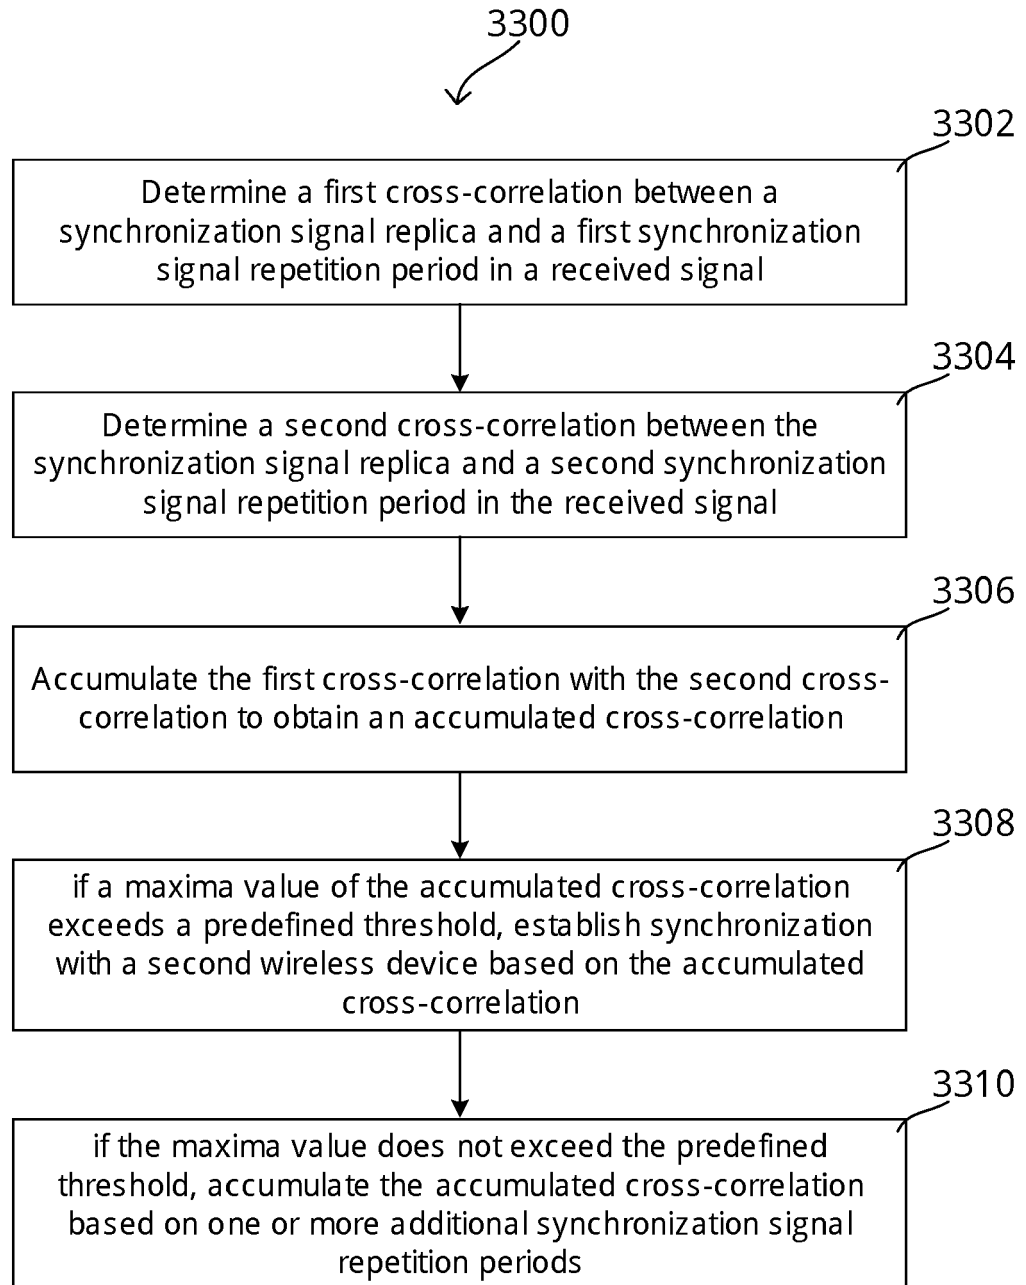 3300
3302
Determine a first cross-correlation between a
synchronization signal replica and a first synchronization
signal repetition period in a received signal
3304
Determine a second cross-correlation between the
synchronization signal replica and a second synchronization
signal repetition period in the received signal
3306
Accumulate the first cross-correlation with the second cross-
correlation to obtain an accumulated cross-correlation
3308
if a maxima value of the accumulated cross-correlation
exceeds a predefined threshold, establish synchronization
with a second wireless device based on the accumulated
cross-correlation
3310
if the maxima value does not exceed the predefined
threshold, accumulate the accumulated cross-correlation
based on one or more additional synchronization signal
repetition periods